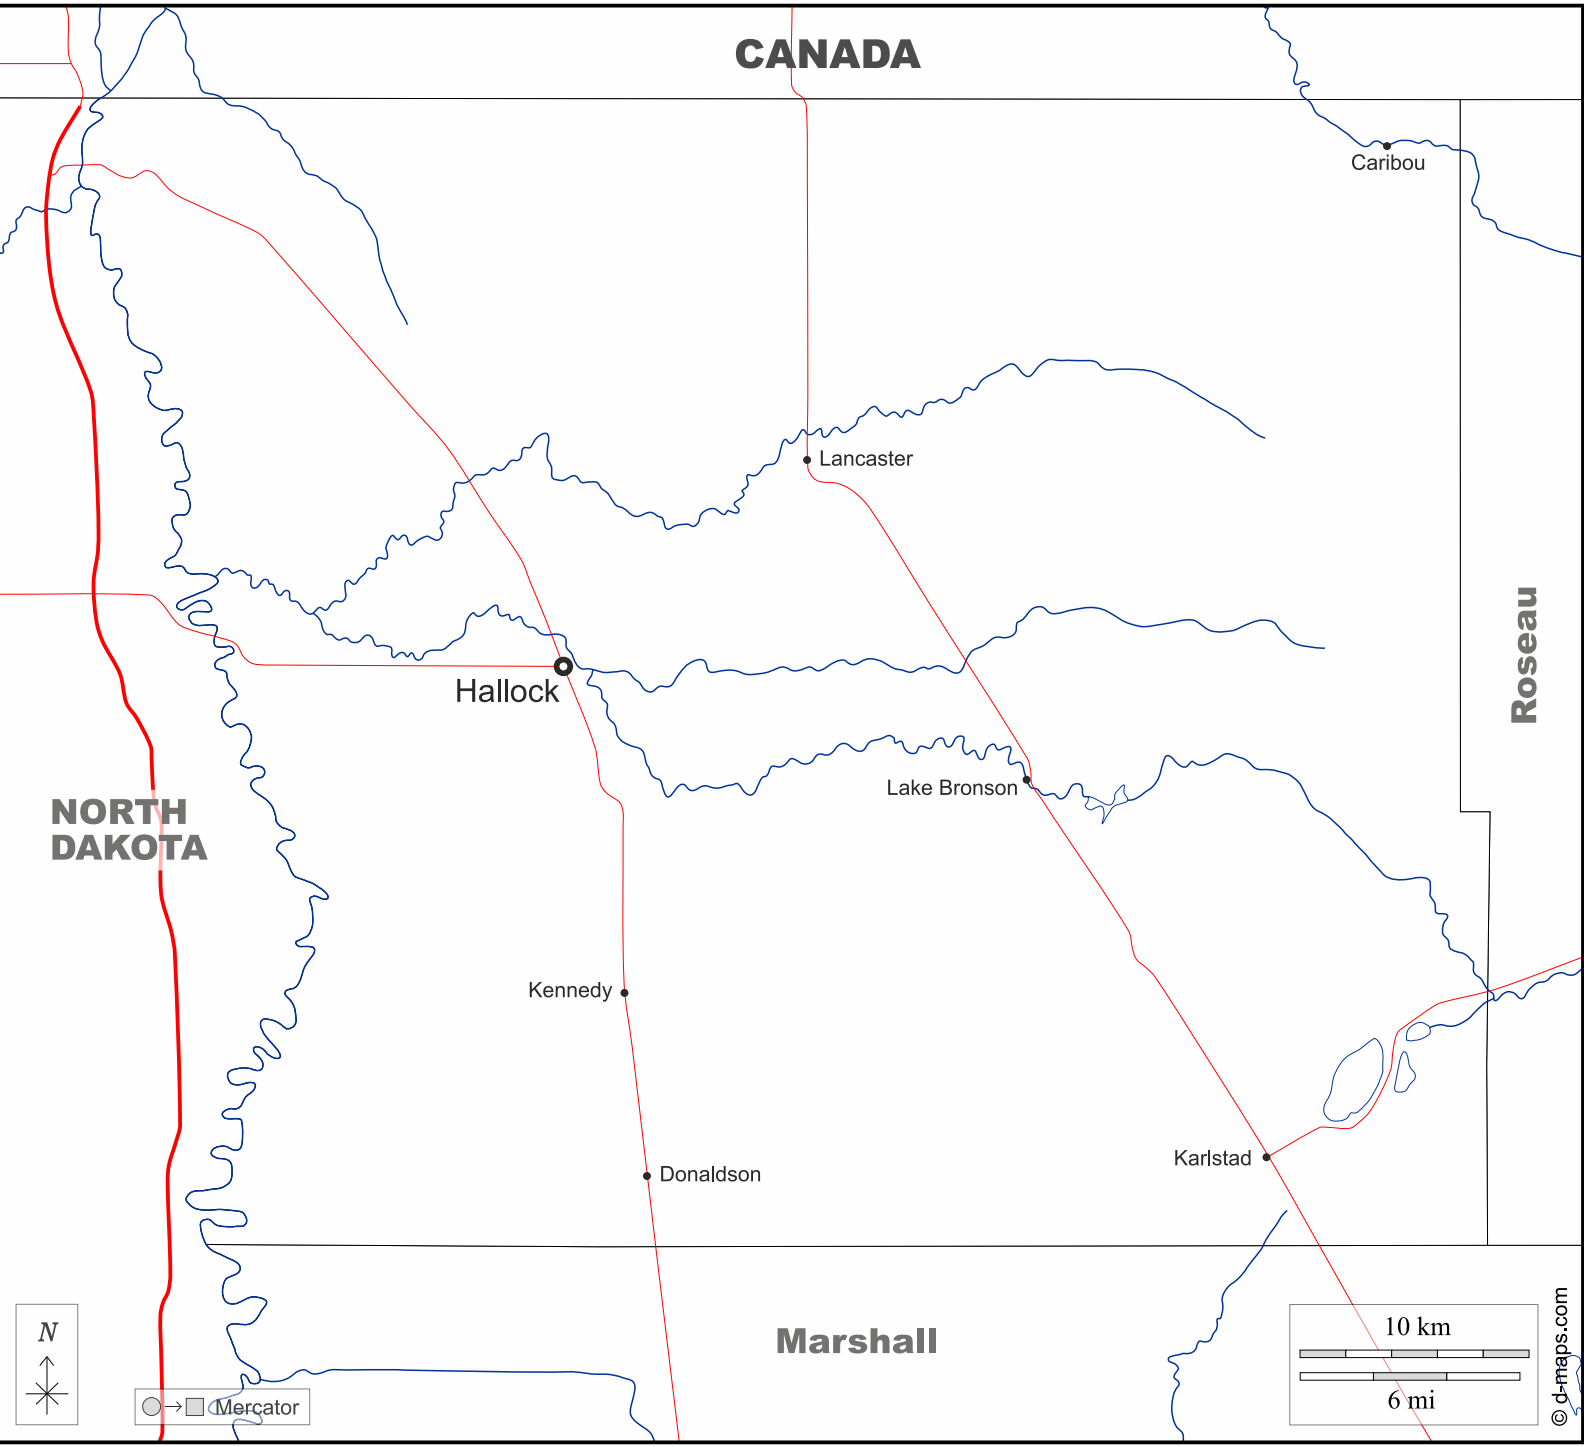 CANADA
Caribou
Lancaster
Roseau
Hallock
Lake Bronson
NORTH
DAKOTA
Kennedy
Karlstad
Donaldson
Marshall
N
Mercator
10 km
6 mi
© d-maps.com